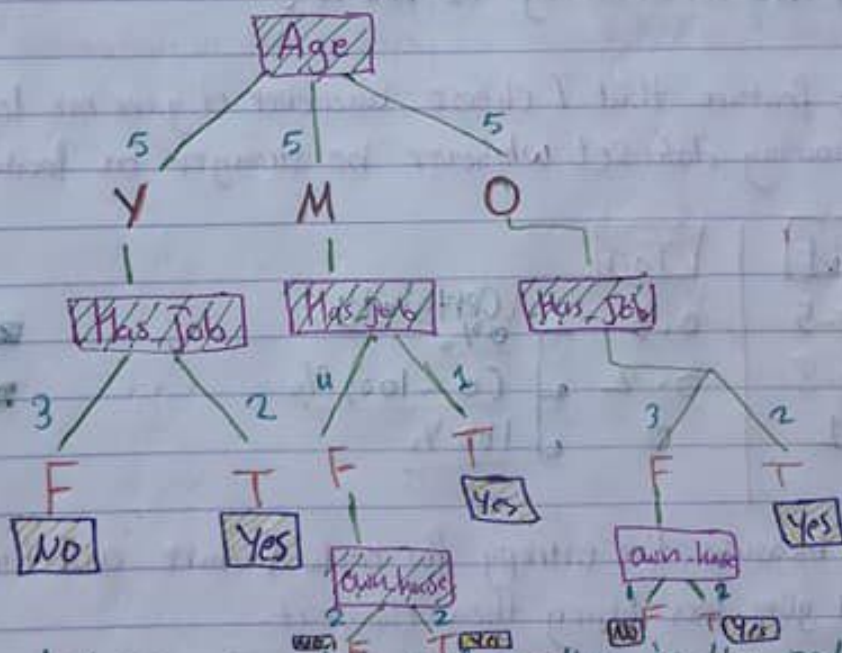 Age
5 5 5
Y M O
Has_job Has_job Has_job
3 2 4 1 3 2
F T F T F T
No Yes Yes Yes
own_house own_house
2 2 1 2
F T F T
Yes No Yes